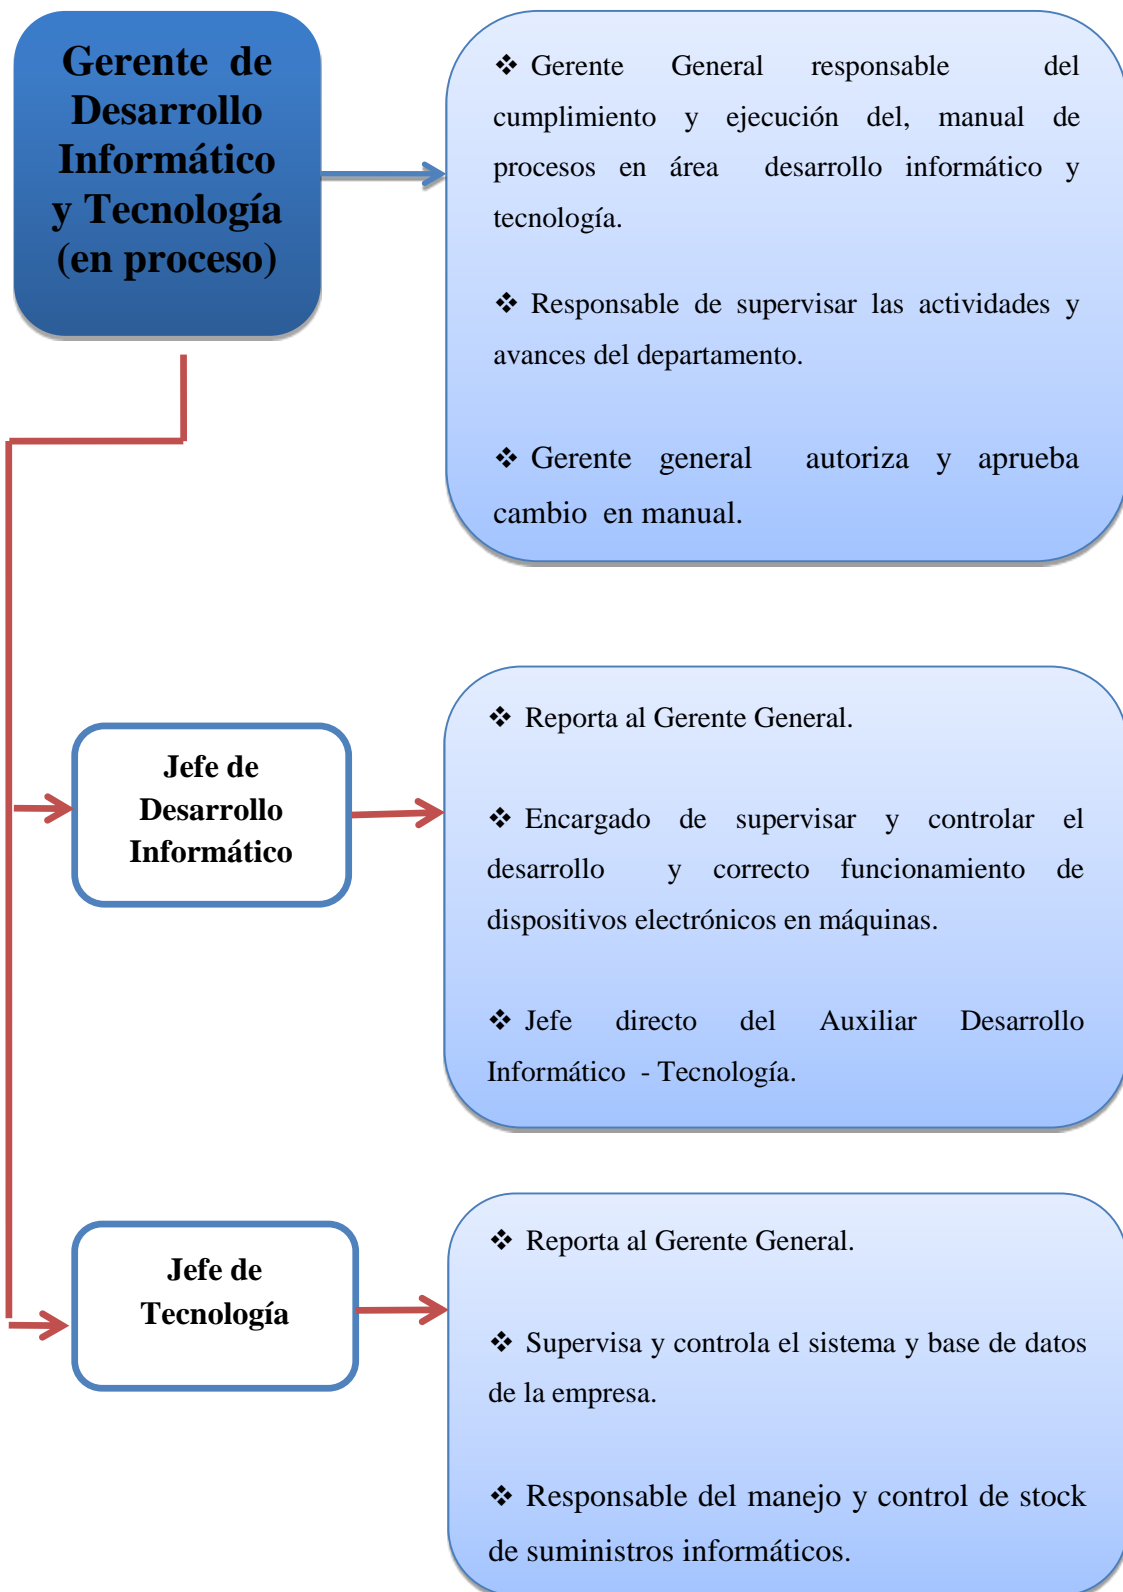 Gerente de
Desarrollo
Informático
y Tecnología
(en proceso)
❖ Gerente General responsable del
cumplimiento y ejecución del, manual de
procesos en área desarrollo informático y
tecnología.
❖ Responsable de supervisar las actividades y
avances del departamento.
❖ Gerente general autoriza y aprueba
cambio en manual.
Jefe de
Desarrollo
Informático
❖ Reporta al Gerente General.
❖ Encargado de supervisar y controlar el
desarrollo y correcto funcionamiento de
dispositivos electrónicos en máquinas.
❖ Jefe directo del Auxiliar Desarrollo
Informático - Tecnología.
Jefe de
Tecnología
❖ Reporta al Gerente General.
❖ Supervisa y controla el sistema y base de datos
de la empresa.
❖ Responsable del manejo y control de stock
de suministros informáticos.